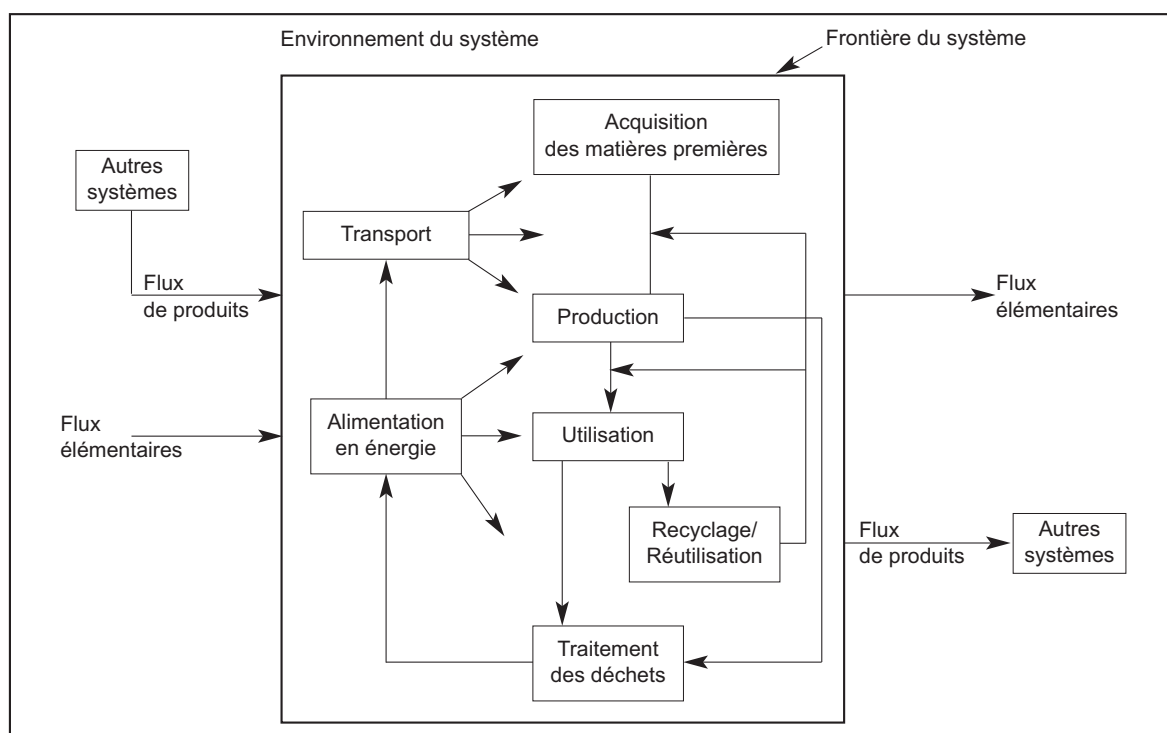 Environnement du système
Frontière du système
Acquisition
des matières premières
Autres
systèmes
Transport
Flux
de produits
Production
Flux
élémentaires
Alimentation
en énergie
Utilisation
Flux
élémentaires
Recyclage/
Réutilisation
Flux
de produits
Autres
systèmes
Traitement
des déchets